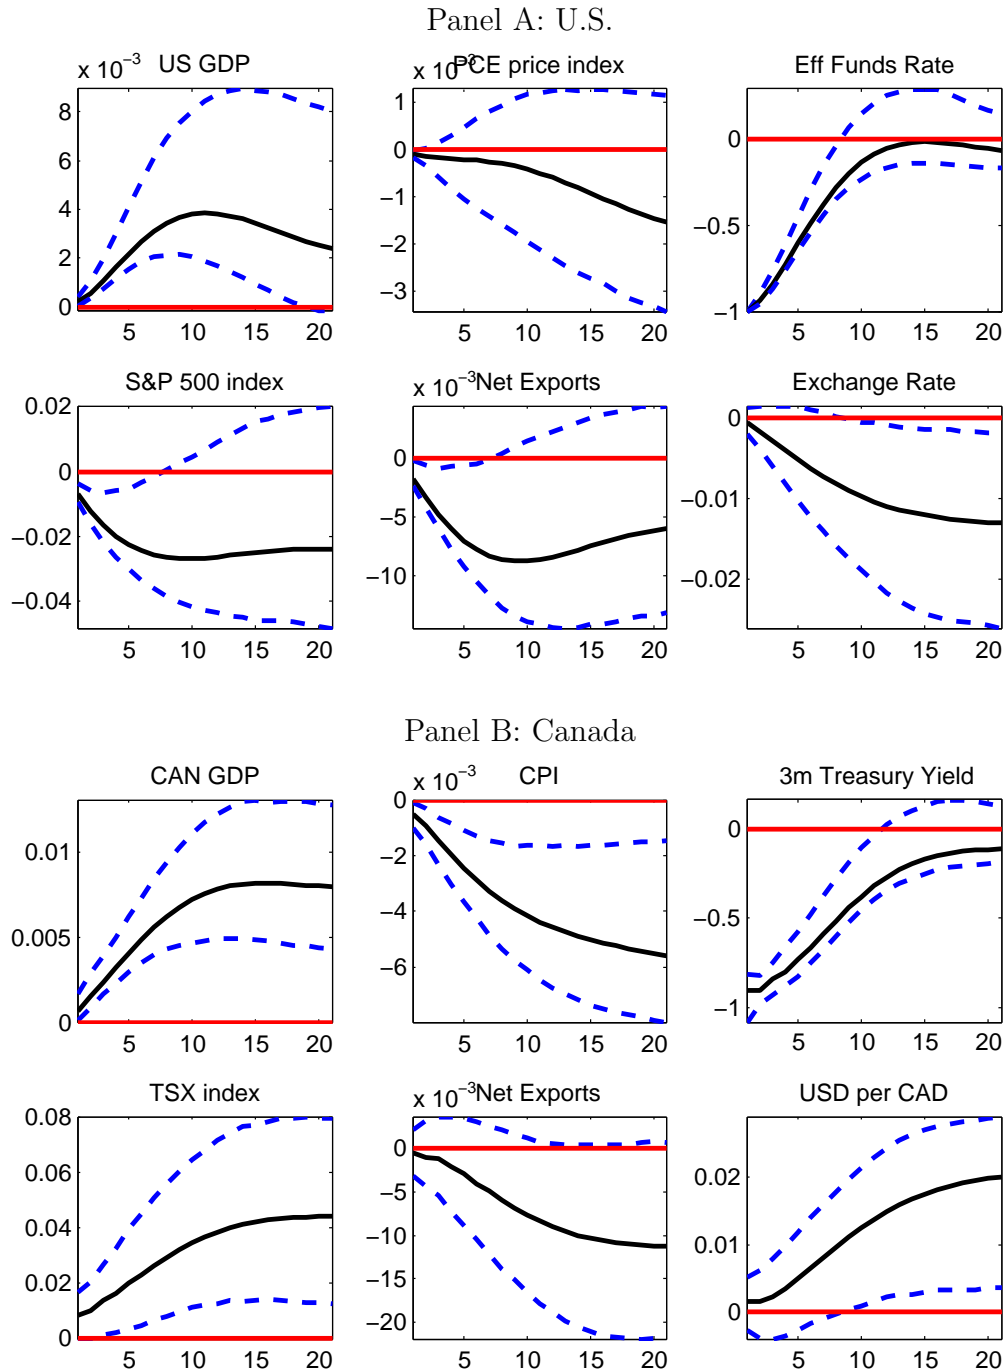 Panel A: U.S.
x 10⁻³ US GDP
x 10⁻³ PCE price index
Eff Funds Rate
8
6
4
2
0
5 10 15 20
1
0
−1
−2
−3
5 10 15 20
0
−0.5
−1
5 10 15 20
S&P 500 index
x 10⁻³ Net Exports
Exchange Rate
0.02
0
−0.02
−0.04
5 10 15 20
0
−5
−10
5 10 15 20
0
−0.01
−0.02
5 10 15 20
Panel B: Canada
CAN GDP
x 10⁻³ CPI
3m Treasury Yield
0.01
0.005
0
5 10 15 20
0
−2
−4
−6
5 10 15 20
0
−0.5
−1
5 10 15 20
TSX index
x 10⁻³ Net Exports
USD per CAD
0.08
0.06
0.04
0.02
0
5 10 15 20
0
−5
−10
−15
−20
5 10 15 20
0.02
0.01
0
5 10 15 20